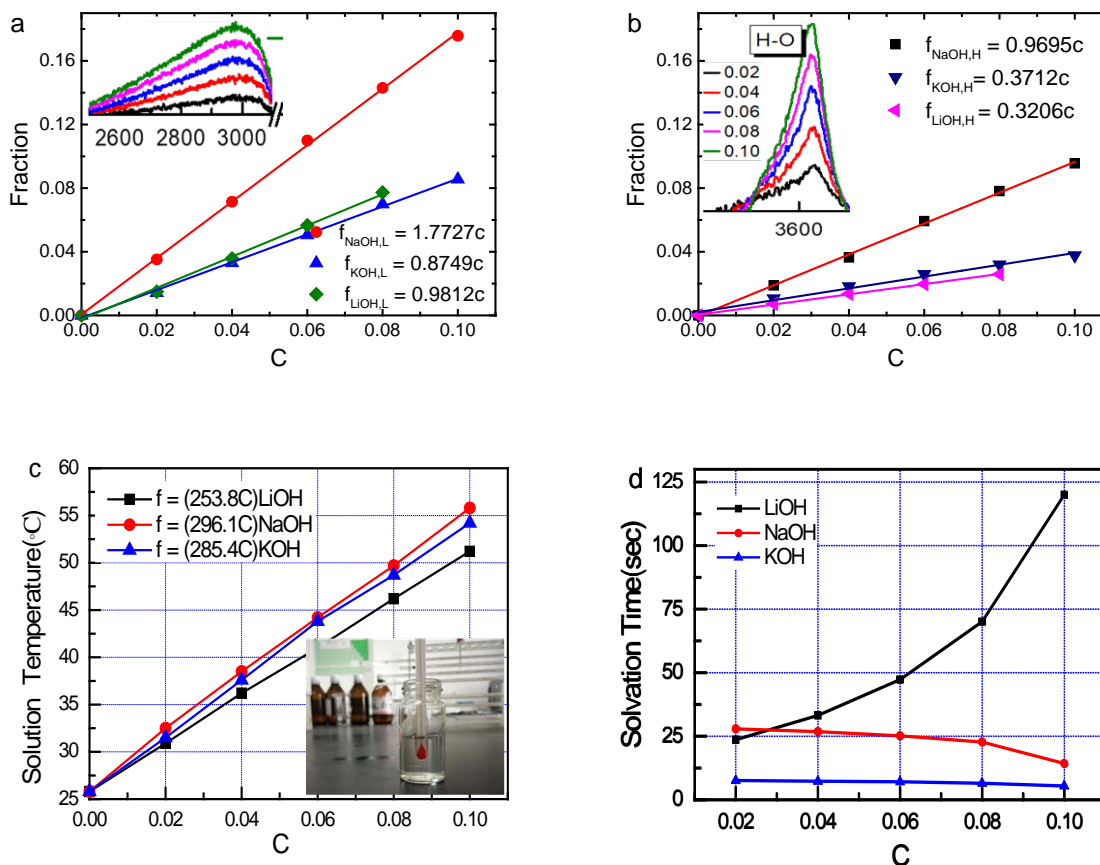 a
0.16
0.12
0.08
0.04
0.00
Fraction
2600 2800 3000
f NaOH,L = 1.7727c
f KOH,L = 0.8749c
f LiOH,L = 0.9812c
0.00 0.02 0.04 0.06 0.08 0.10
C
b
0.16
0.12
0.08
0.04
0.00
Fraction
H-O
0.02
0.04
0.06
0.08
0.10
3600
f NaOH,H = 0.9695c
f KOH,H = 0.3712c
f LiOH,H = 0.3206c
0.00 0.02 0.04 0.06 0.08 0.10
C
c
60
55
50
45
40
35
30
25
Solution Temperature(°C)
f = (253.8C)LiOH
f = (296.1C)NaOH
f = (285.4C)KOH
0.00 0.02 0.04 0.06 0.08 0.10
C
d
125
100
75
50
25
0
Solvation Time(sec)
LiOH
NaOH
KOH
0.02 0.04 0.06 0.08 0.10
C